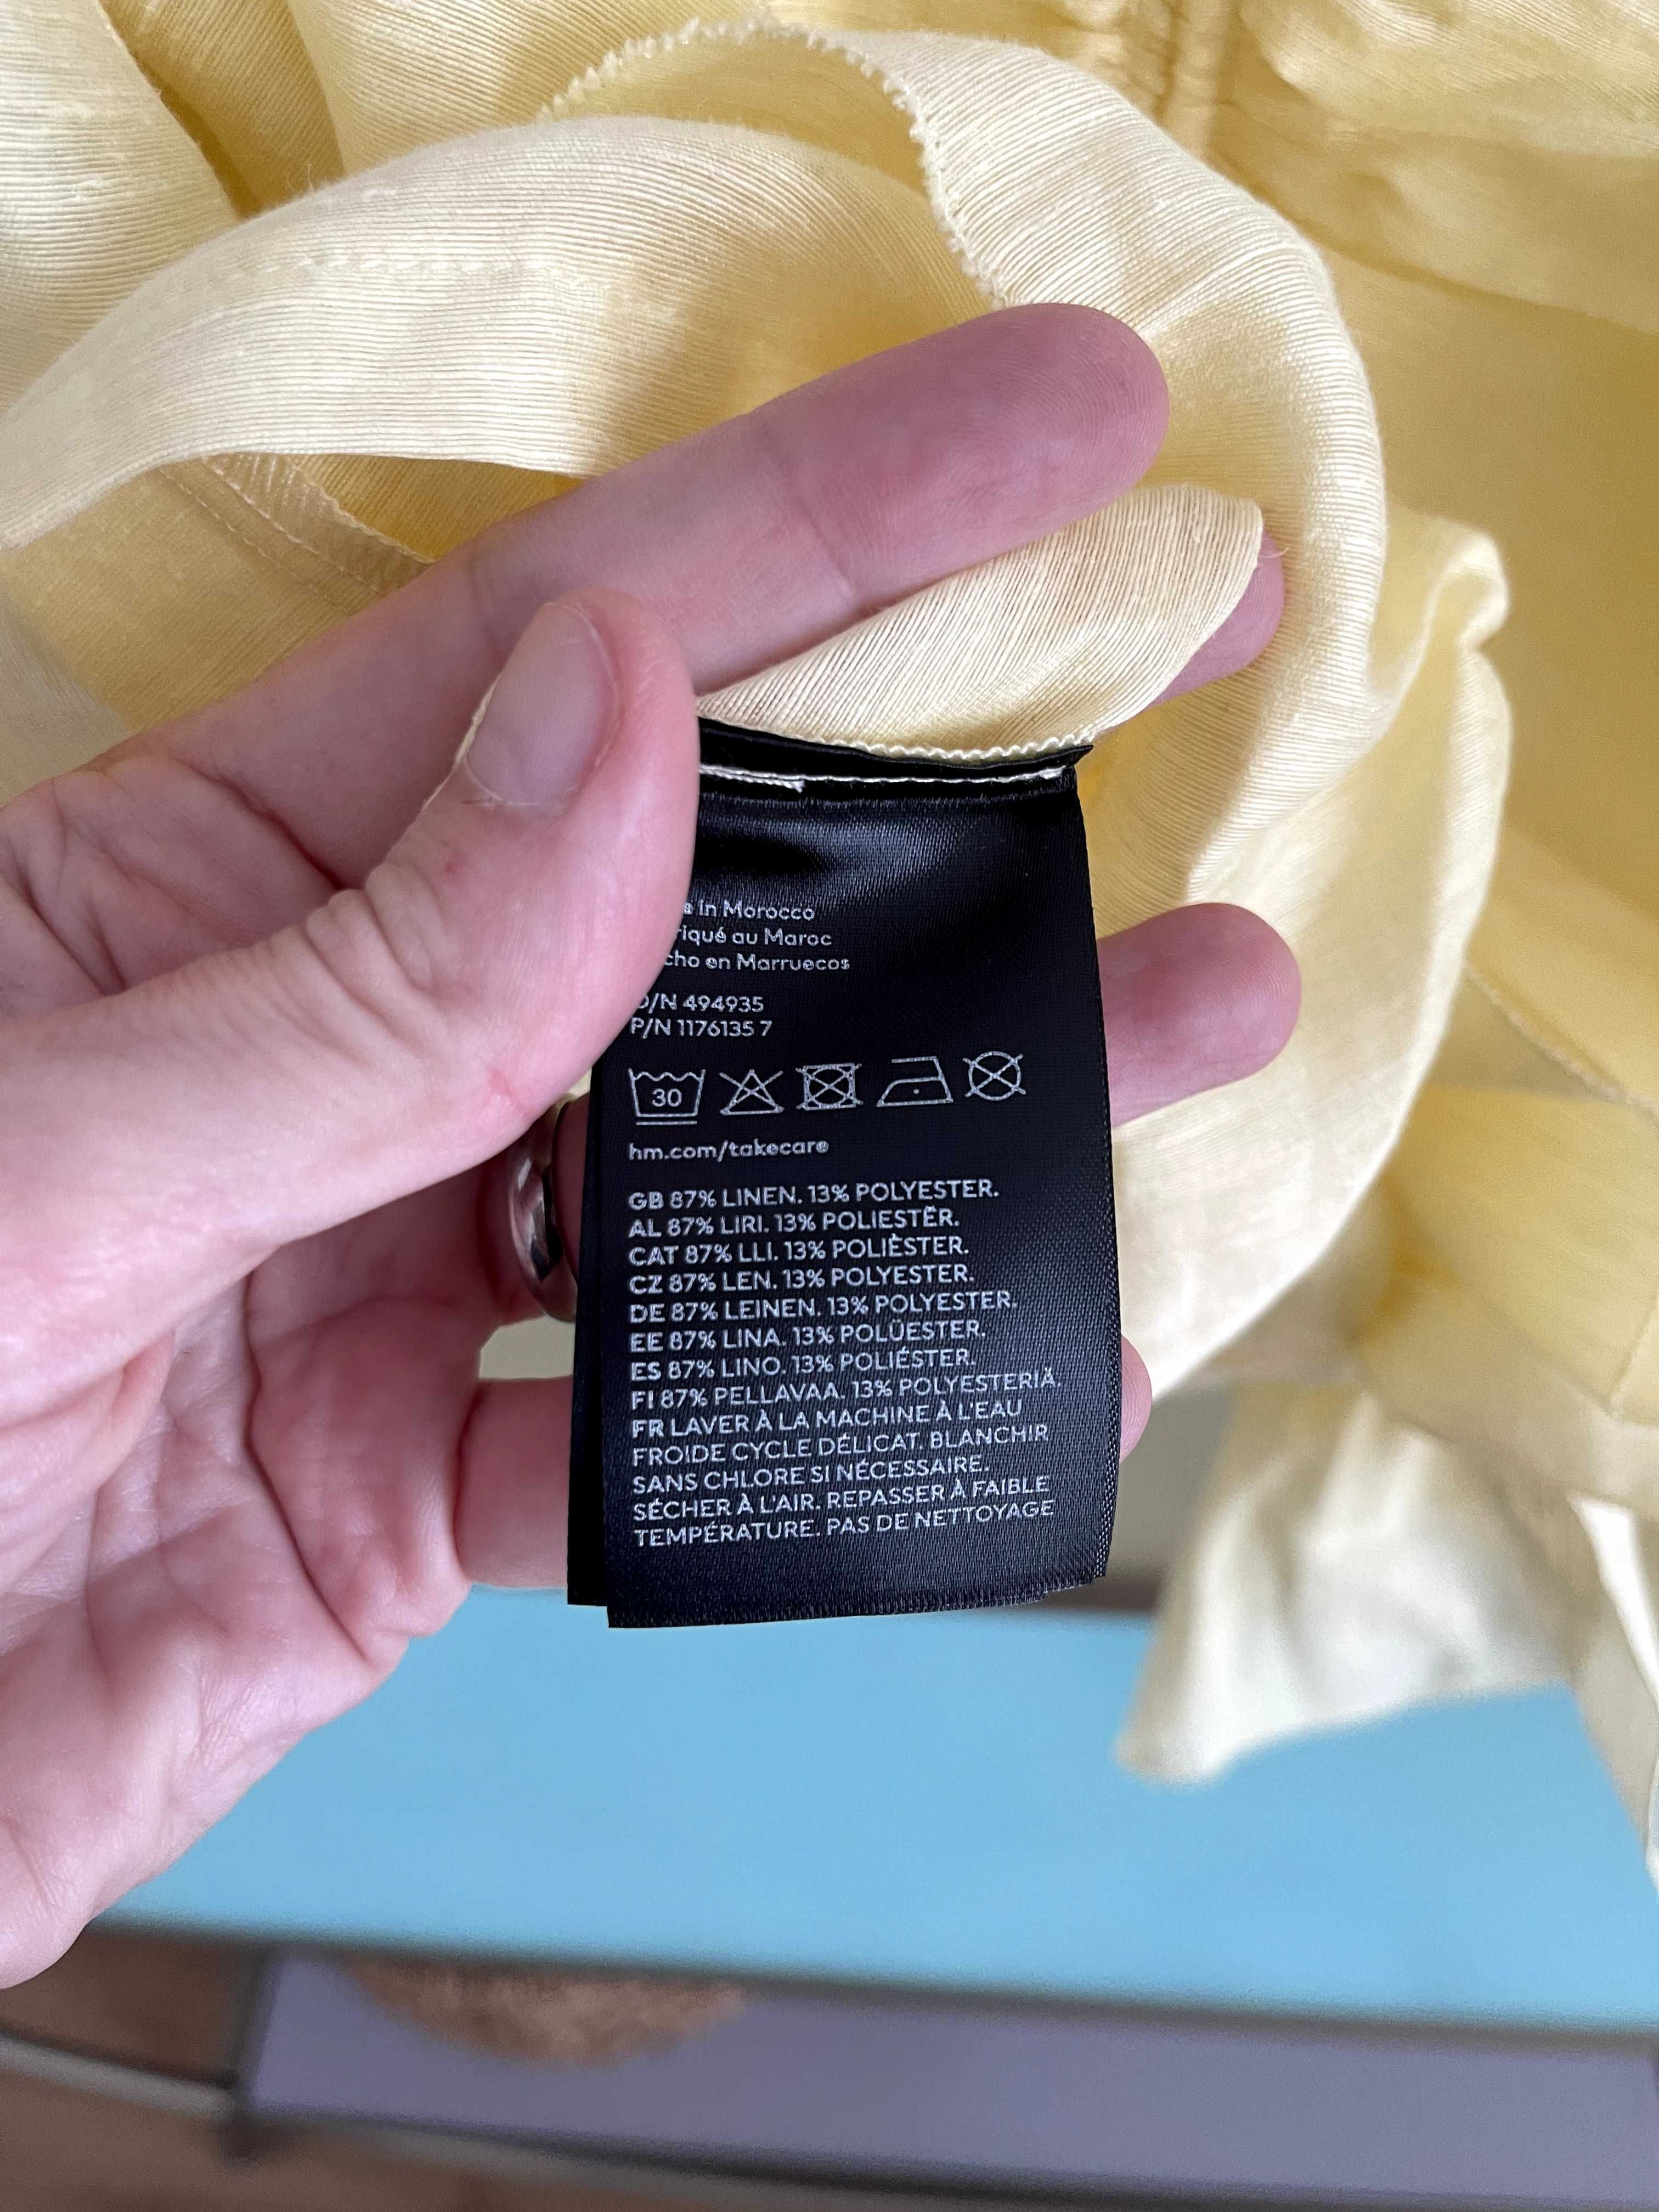 in Morocco
au Maroc
en Marruecos
O/N 494935
P/N 1176135 7
30
hm.com/takecare
GB 87% LINEN. 13% POLYESTER.
AL 87% LIRI. 13% POLIESTËR.
CAT 87% LLI. 13% POLIÈSTER.
CZ 87% LEN. 13% POLYESTER.
DE 87% LEINEN. 13% POLYESTER.
EE 87% LINA. 13% POLÜESTER.
ES 87% LINO. 13% POLIÉSTER.
FI 87% PELLAVAA. 13% POLYESTERIÄ.
FR LAVER À LA MACHINE À L'EAU
FROIDE CYCLE DÉLICAT. BLANCHIR
SANS CHLORE SI NÉCESSAIRE.
SÉCHER À L'AIR. REPASSER À FAIBLE
TEMPÉRATURE. PAS DE NETTOYAGE